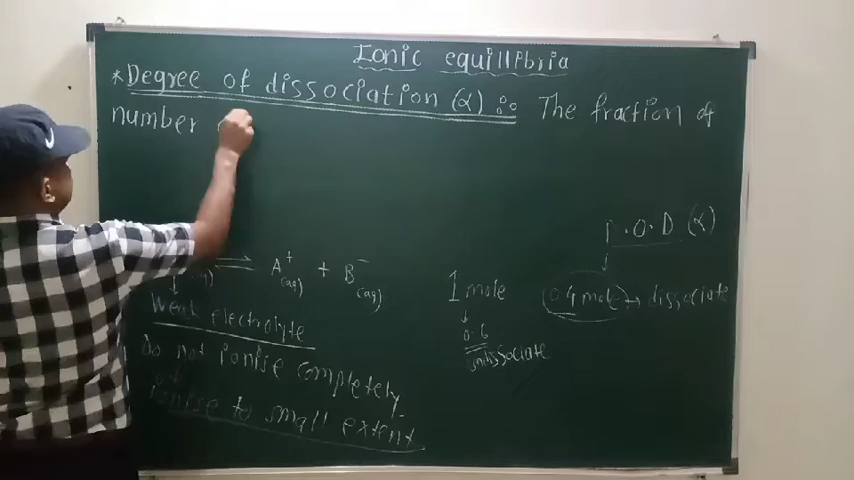 Ionic equilibria
*Degree of dissociation (α) : The fraction of
number
D.O.D (α)
A⁺(aq) + B⁻(aq)
1 mole
0.4 mole → dissociate
Weak electrolyte
0.6
undissociate
Do not ionise completely
ionise to small extent